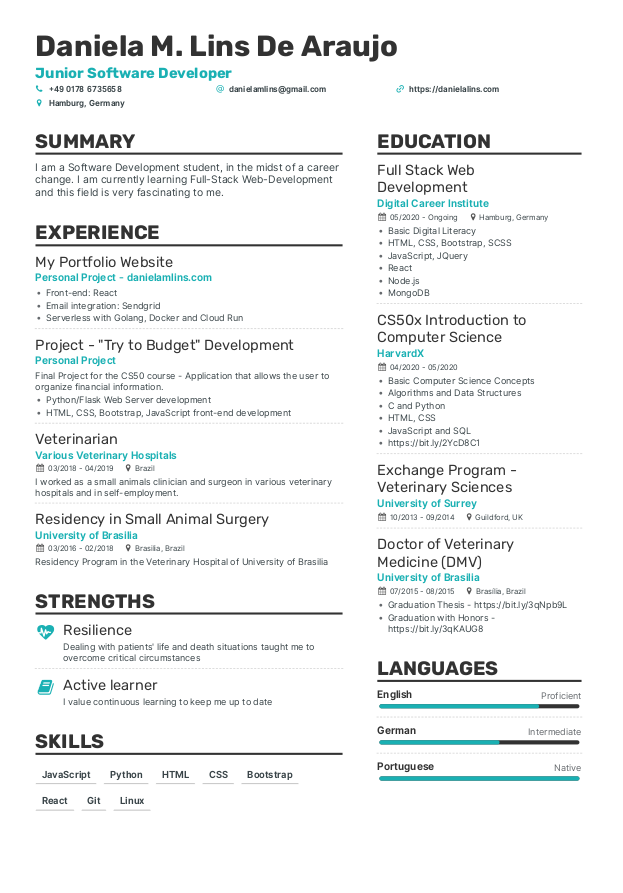 Daniela M. Lins De Araujo
Junior Software Developer
+49 0178 6735658
danielamlins@gmail.com
https://danielalins.com
Hamburg, Germany
SUMMARY
I am a Software Development student, in the midst of a career
change. I am currently learning Full-Stack Web-Development
and this field is very fascinating to me.
EXPERIENCE
My Portfolio Website
Personal Project - danielamlins.com
• Front-end: React
• Email integration: Sendgrid
• Serverless with Golang, Docker and Cloud Run
Project - "Try to Budget" Development
Personal Project
Final Project for the CS50 course - Application that allows the user to
organize financial information.
• Python/Flask Web Server development
• HTML, CSS, Bootstrap, JavaScript front-end development
Veterinarian
Various Veterinary Hospitals
03/2018 - 04/2019 Brazil
I worked as a small animals clinician and surgeon in various veterinary
hospitals and in self-employment.
Residency in Small Animal Surgery
University of Brasilia
03/2016 - 02/2018 Brasilia, Brazil
Residency Program in the Veterinary Hospital of University of Brasilia
STRENGTHS
Resilience
Dealing with patients' life and death situations taught me to
overcome critical circumstances
Active learner
I value continuous learning to keep me up to date
SKILLS
JavaScript Python HTML CSS Bootstrap
React Git Linux
EDUCATION
Full Stack Web
Development
Digital Career Institute
05/2020 - Ongoing Hamburg, Germany
• Basic Digital Literacy
• HTML, CSS, Bootstrap, SCSS
• JavaScript, JQuery
• React
• Node.js
• MongoDB
CS50x Introduction to
Computer Science
HarvardX
04/2020 - 05/2020
• Basic Computer Science Concepts
• Algorithms and Data Structures
• C and Python
• HTML, CSS
• JavaScript and SQL
• https://bit.ly/2YcD8C1
Exchange Program -
Veterinary Sciences
University of Surrey
10/2013 - 09/2014 Guildford, UK
Doctor of Veterinary
Medicine (DMV)
University of Brasilia
07/2015 - 08/2015 Brasília, Brazil
• Graduation Thesis - https://bit.ly/3qNpb9L
• Graduation with Honors -
https://bit.ly/3qKAUG8
LANGUAGES
English Proficient
German Intermediate
Portuguese Native